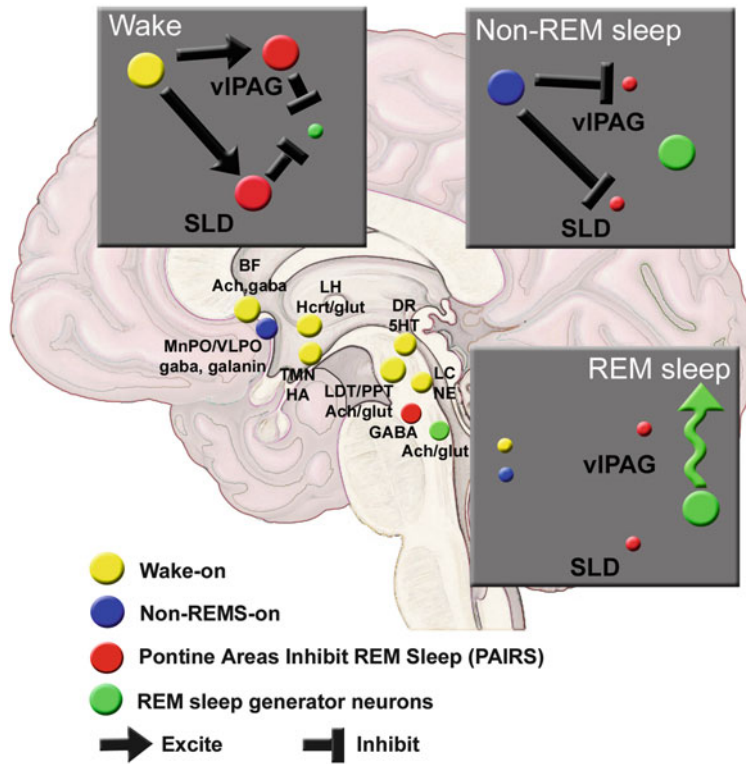 Wake
vlPAG
SLD
Non-REM sleep
vlPAG
SLD
BF
Ach,gaba
LH
Hcrt/glut
DR
5HT
MnPO/VLPO
gaba, galanin
TMN
HA
LDT/PPT
Ach/glut
LC
NE
GABA
Ach/glut
REM sleep
vlPAG
SLD
Wake-on
Non-REMS-on
Pontine Areas Inhibit REM Sleep (PAIRS)
REM sleep generator neurons
Excite
Inhibit